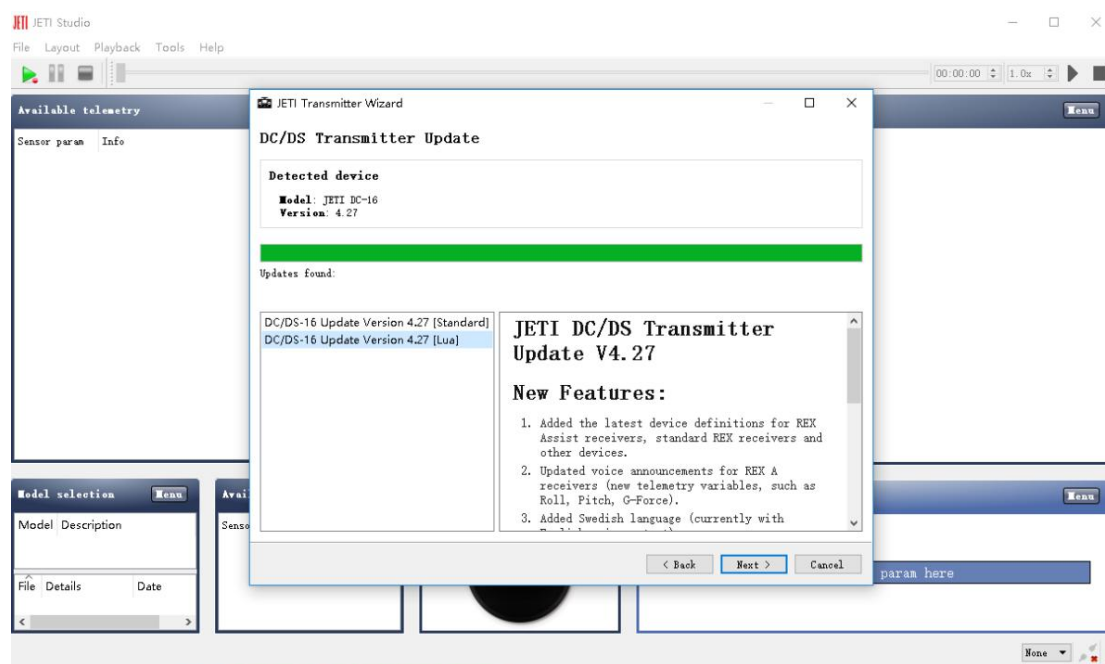 JETI JETI Studio
File Layout Playback Tools Help
00:00:00 1.0x
Available telemetry
Menu
Sensor param Info
JETI Transmitter Wizard
DC/DS Transmitter Update
Detected device
Model: JETI DC-16
Version: 4.27
Updates found:
DC/DS-16 Update Version 4.27 [Standard]
DC/DS-16 Update Version 4.27 [Lua]
JETI DC/DS Transmitter
Update V4.27
New Features:
1. Added the latest device definitions for REX
Assist receivers, standard REX receivers and
other devices.
2. Updated voice announcements for REX A
receivers (new telemetry variables, such as
Roll, Pitch, G-Force).
3. Added Swedish language (currently with
< Back Next > Cancel
Model selection Menu
Model Description
File Details Date
Avai
Senso
Menu
param here
None